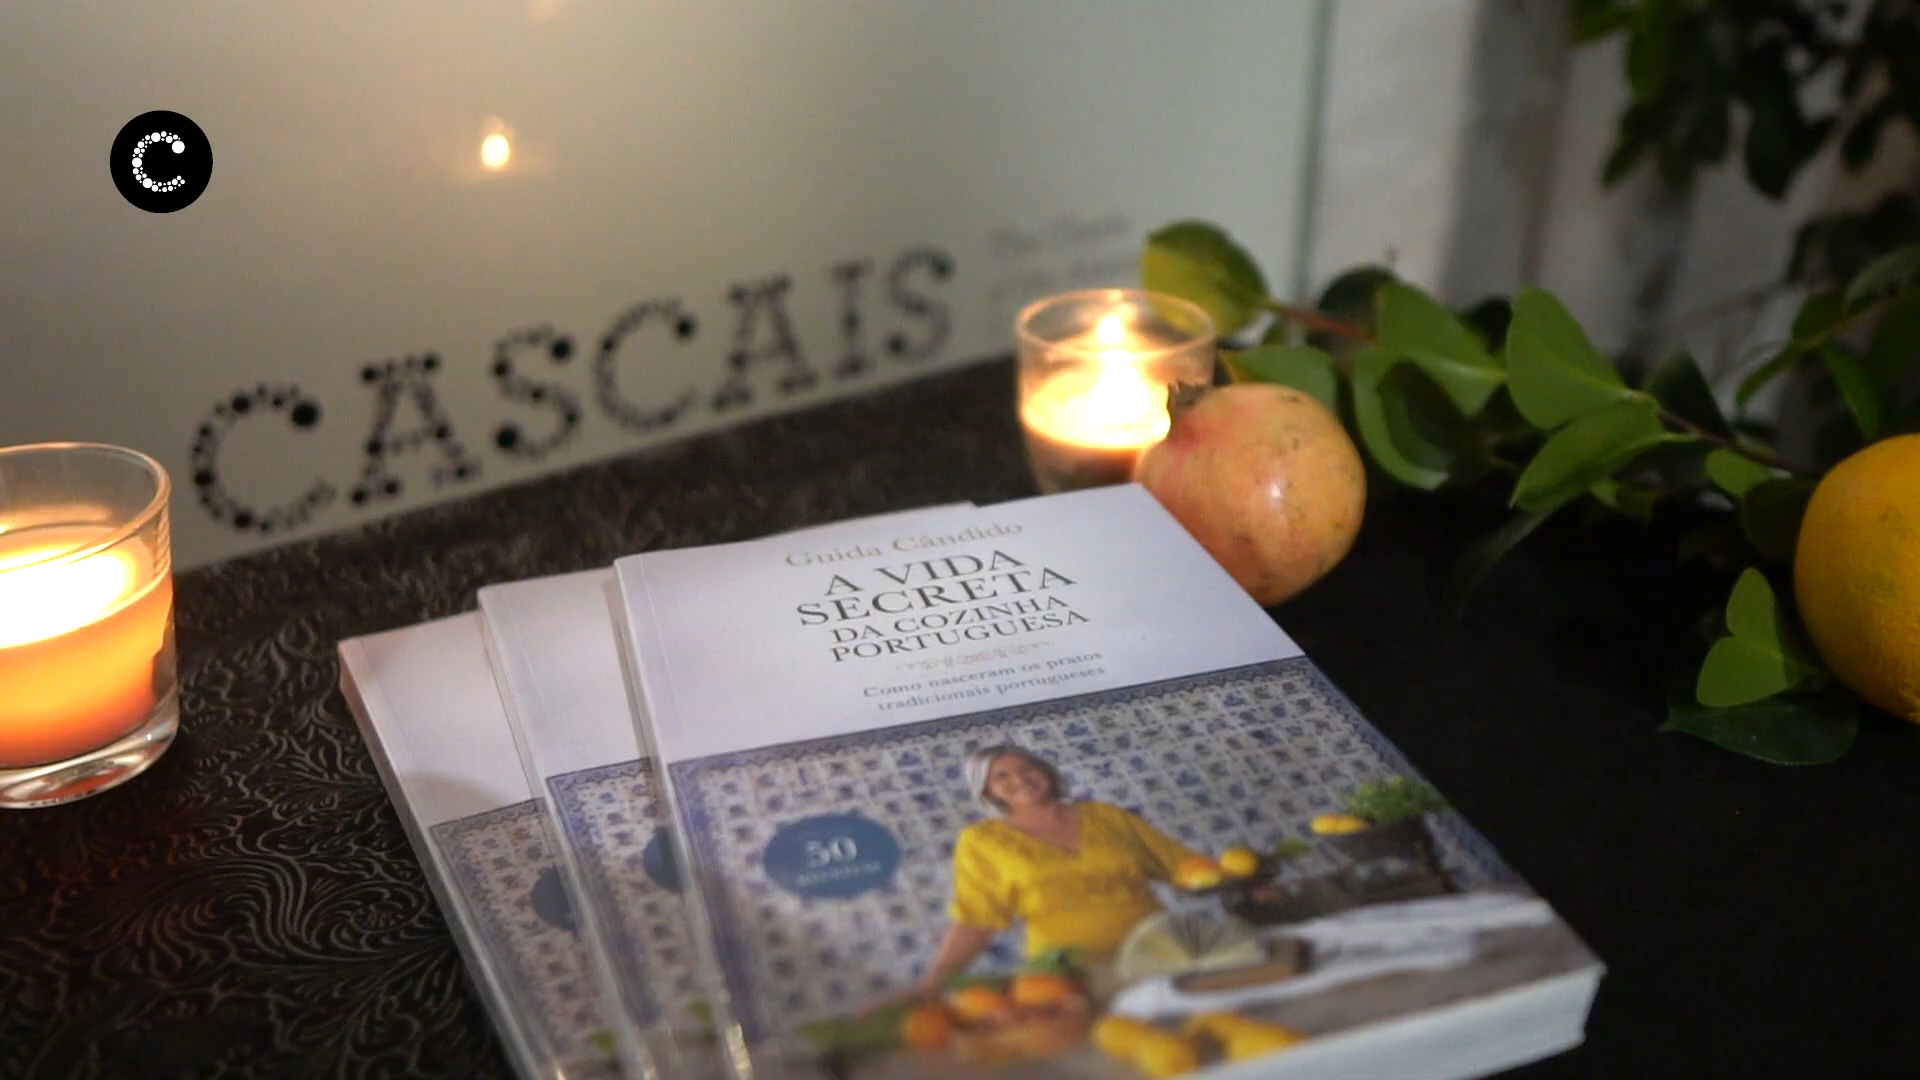 C
CASCAIS
Guida Cândido
A VIDA
SECRETA
DA COZINHA
PORTUGUESA
Como nasceram os pratos
tradicionais portugueses
50